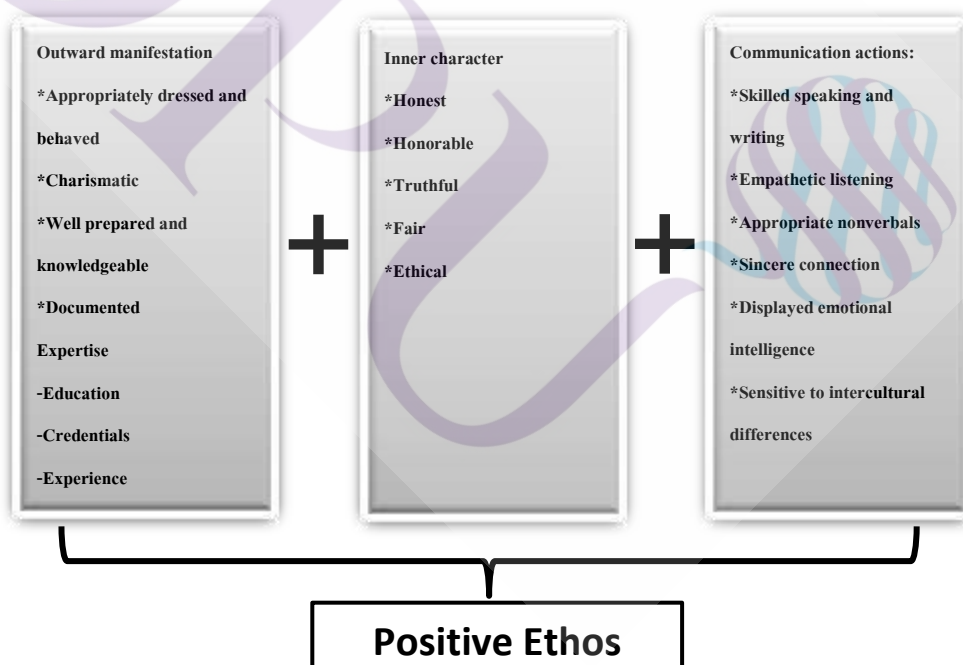 Outward manifestation
*Appropriately dressed and
behaved
*Charismatic
*Well prepared and
knowledgeable
*Documented
Expertise
-Education
-Credentials
-Experience
+
Inner character
*Honest
*Honorable
*Truthful
*Fair
*Ethical
+
Communication actions:
*Skilled speaking and
writing
*Empathetic listening
*Appropriate nonverbals
*Sincere connection
*Displayed emotional
intelligence
*Sensitive to intercultural
differences
Positive Ethos